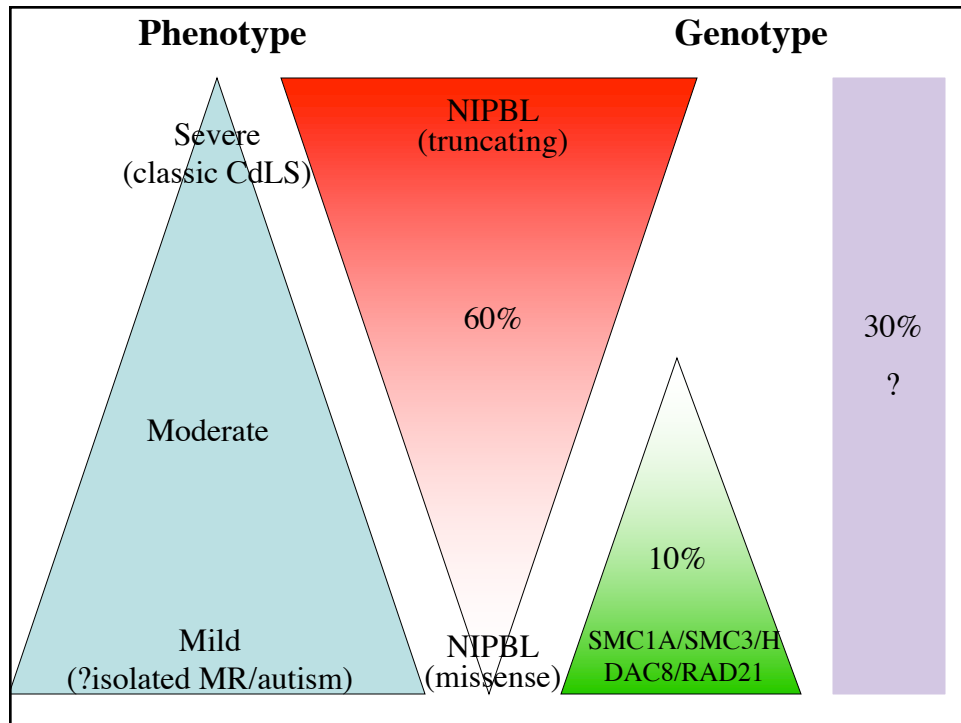 Phenotype
Genotype
Severe
(classic CdLS)
Moderate
Mild
(?isolated MR/autism)
NIPBL
(truncating)
60%
NIPBL
(missense)
10%
SMC1A/SMC3/H
DAC8/RAD21
30%
?